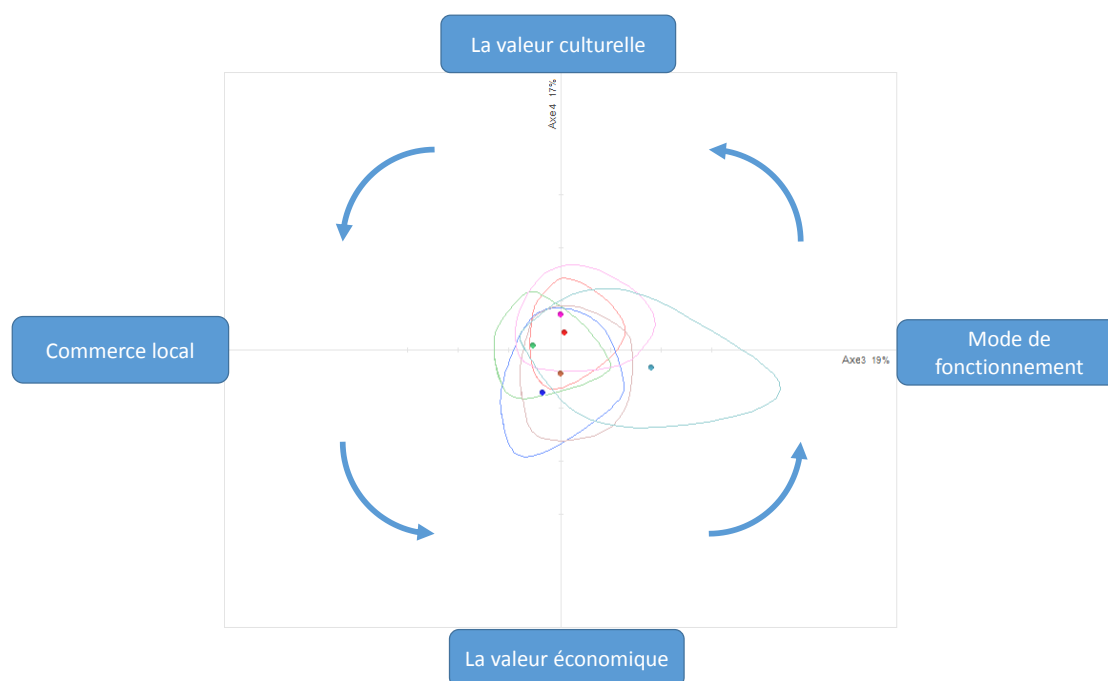 La valeur culturelle
Axe4 17%
Commerce local
Axe3 19%
Mode de
fonctionnement
La valeur économique